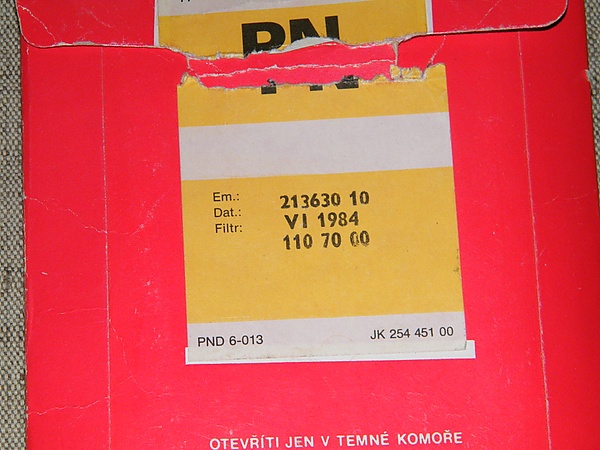 PN
Em.: 213630 10
Dat.: VI 1984
Filtr: 110 70 00
PND 6-013 JK 254 451 00
OTEVŘÍTI JEN V TEMNÉ KOMOŘE